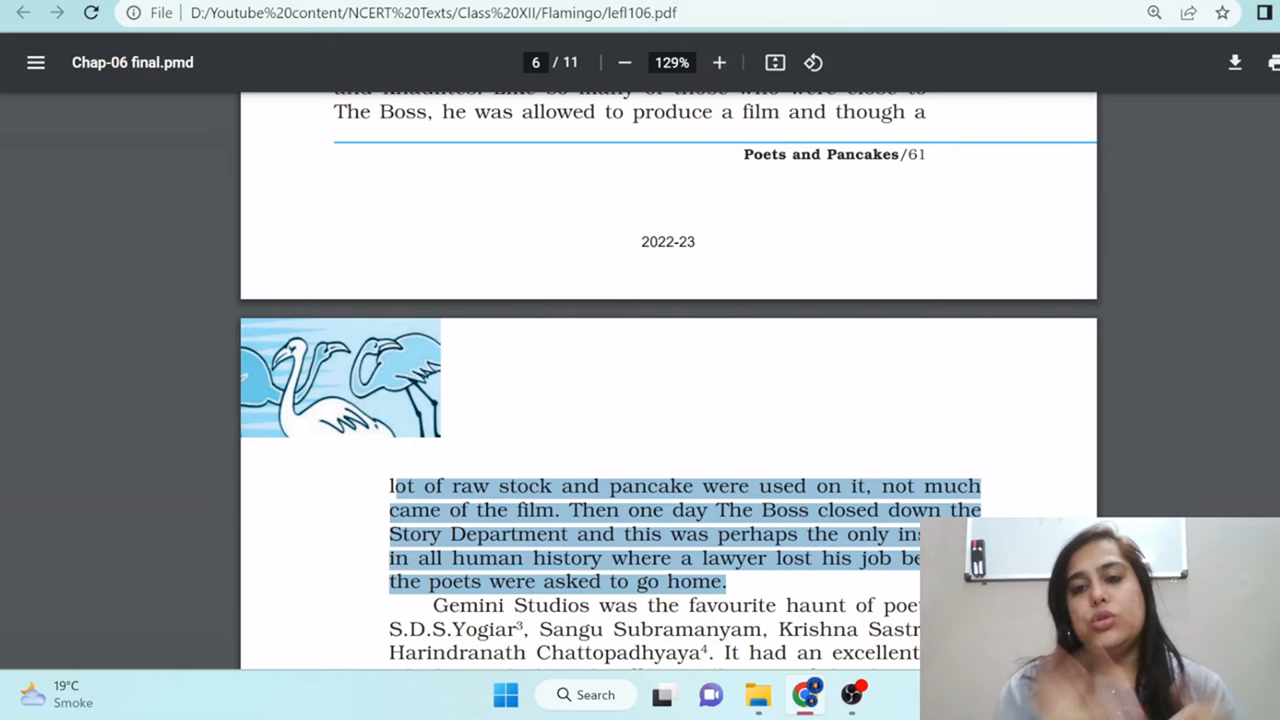 File
D:/Youtube%20content/NCERT%20Texts/Class%20XII/Flamingo/lefl106.pdf
Chap-06 final.pmd
6 / 11
129%
The Boss, he was allowed to produce a film and though a
Poets and Pancakes/61
2022-23
lot of raw stock and pancake were used on it, not much
came of the film. Then one day The Boss closed down the
Story Department and this was perhaps the only
in all human history where a lawyer lost his job
the poets were asked to go home.
Gemini Studios was the favourite haunt of
S.D.S.Yogiar³, Sangu Subramanyam, Krishna
Harindranath Chattopadhyaya⁴. It had an excellent
19°C
Smoke
Search